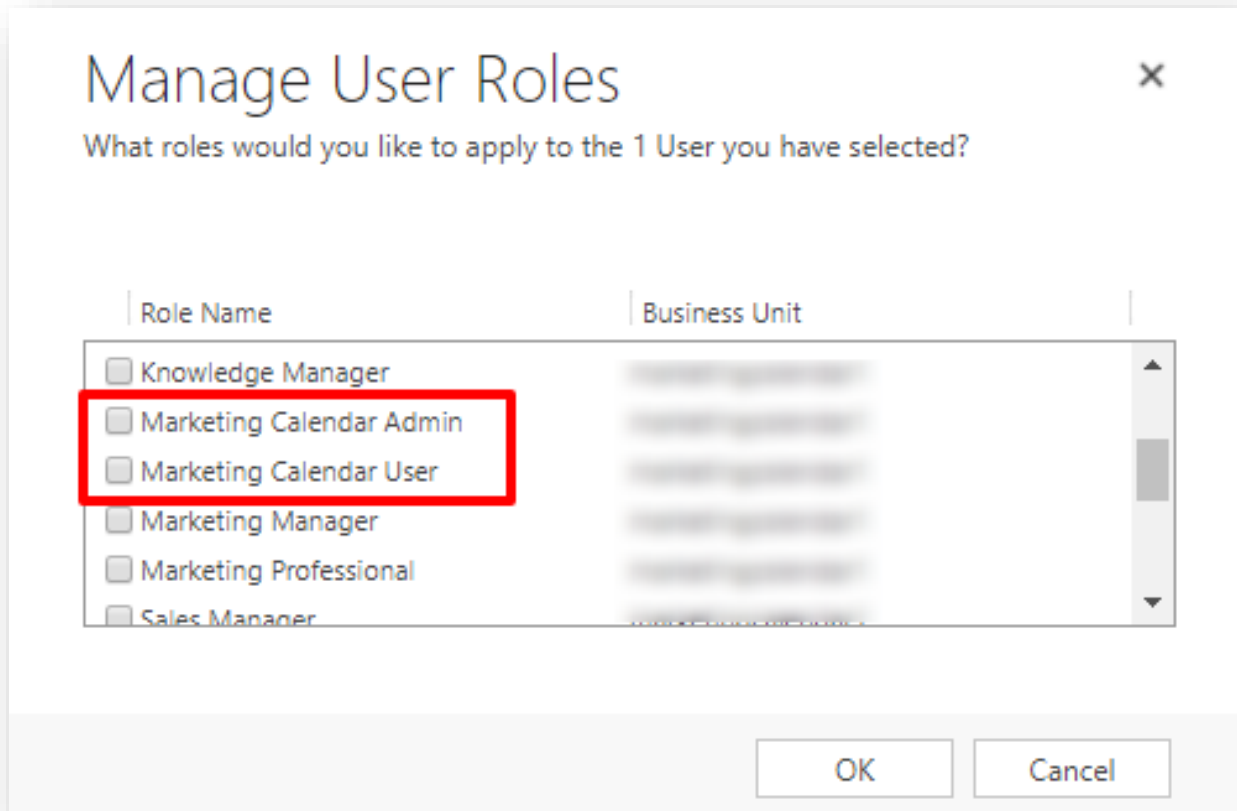 Manage User Roles
What roles would you like to apply to the 1 User you have selected?
Role Name Business Unit
Knowledge Manager
Marketing Calendar Admin
Marketing Calendar User
Marketing Manager
Marketing Professional
Sales Manager
OK Cancel